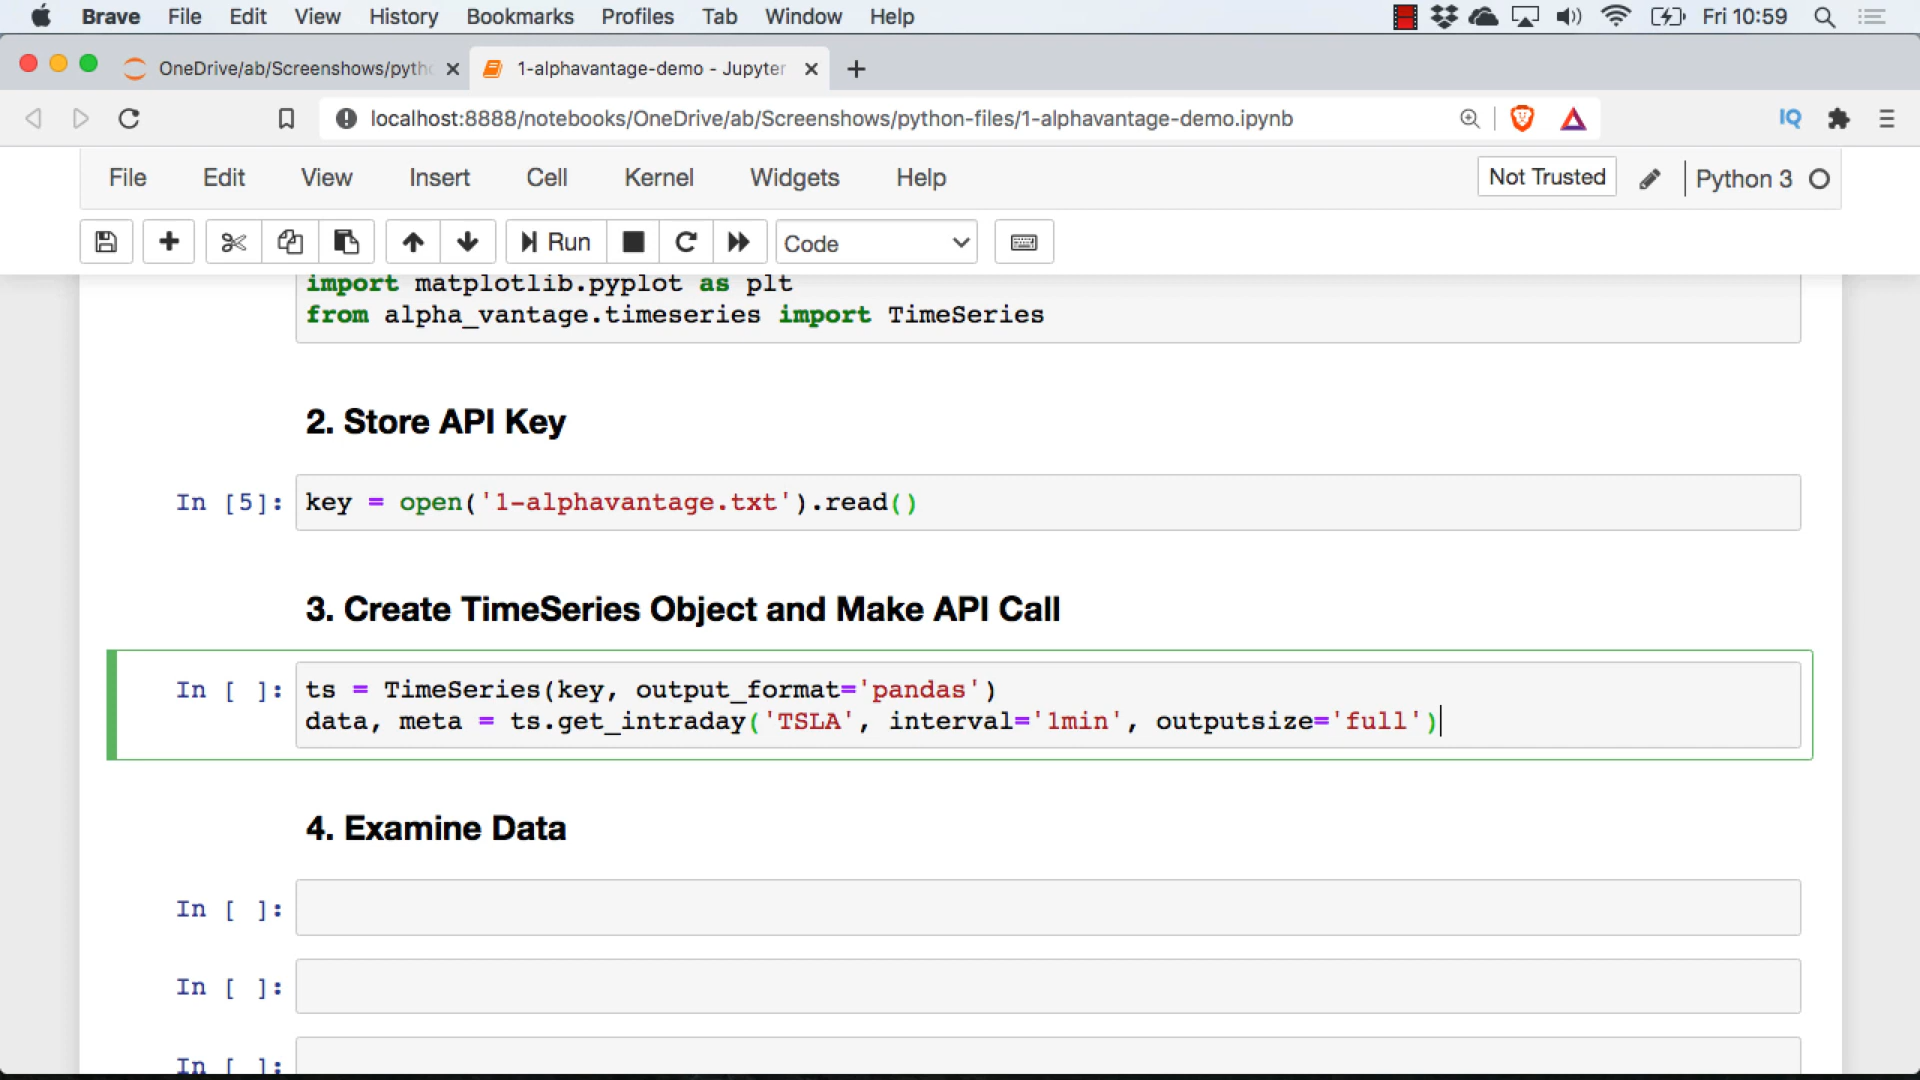 Brave File Edit View History Bookmarks Profiles Tab Window Help Fri 10:59
OneDrive/ab/Screenshows/pyth 1-alphavantage-demo - Jupyter
localhost:8888/notebooks/OneDrive/ab/Screenshows/python-files/1-alphavantage-demo.ipynb IQ
File Edit View Insert Cell Kernel Widgets Help Not Trusted Python 3
Run Code
import matplotlib.pyplot as plt
from alpha_vantage.timeseries import TimeSeries
2. Store API Key
In [5]: key = open('1-alphavantage.txt').read()
3. Create TimeSeries Object and Make API Call
In [ ]: ts = TimeSeries(key, output_format='pandas')
data, meta = ts.get_intraday('TSLA', interval='1min', outputsize='full')
4. Examine Data
In [ ]:
In [ ]:
In [ ]: